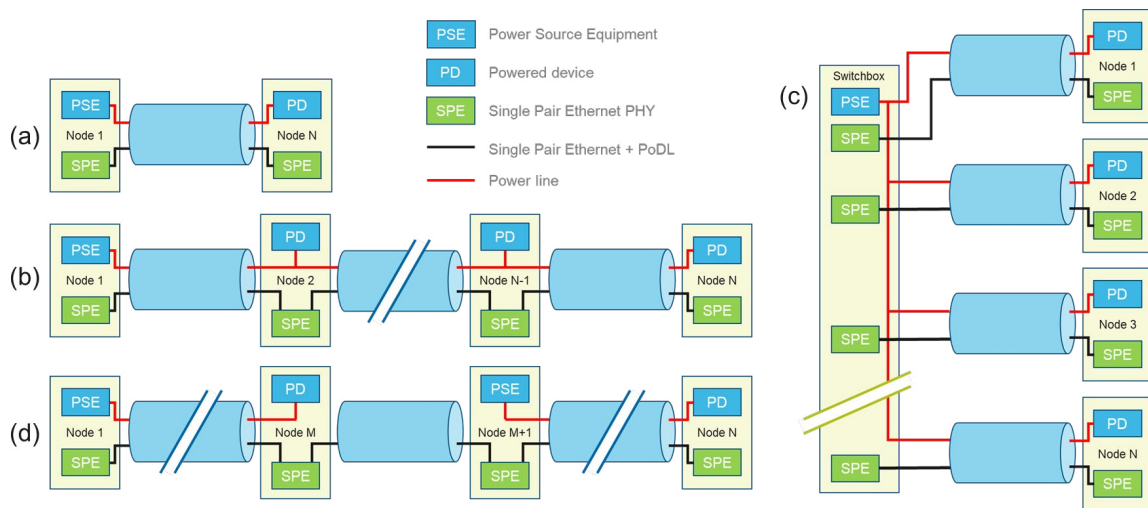 PSE Power Source Equipment
PD Powered device
SPE Single Pair Ethernet PHY
Single Pair Ethernet + PoDL
Power line
(a)
PSE
Node 1
SPE
PD
Node N
SPE
(b)
PSE
Node 1
SPE
PD
Node 2
SPE
PD
Node N-1
SPE
PD
Node N
SPE
(d)
PSE
Node 1
SPE
PD
Node M
SPE
PSE
Node M+1
SPE
PD
Node N
SPE
(c)
Switchbox
PSE
SPE
SPE
SPE
SPE
PD
Node 1
SPE
PD
Node 2
SPE
PD
Node 3
SPE
PD
Node N
SPE